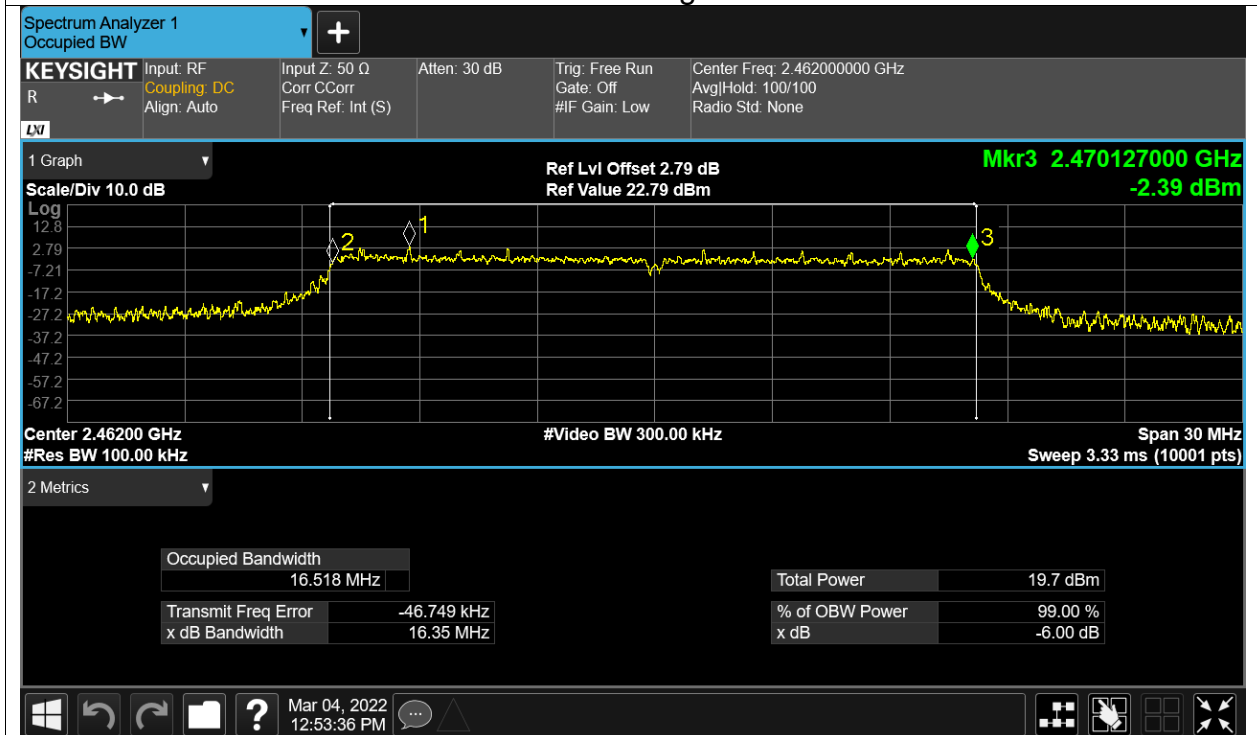 Spectrum Analyzer 1
Occupied BW
+
KEYSIGHT
R
LXI
Input: RF
Coupling: DC
Align: Auto
Input Z: 50 Ω
Corr CCorr
Freq Ref: Int (S)
Atten: 30 dB
Trig: Free Run
Gate: Off
#IF Gain: Low
Center Freq: 2.462000000 GHz
Avg|Hold: 100/100
Radio Std: None
1 Graph
Scale/Div 10.0 dB
Ref Lvl Offset 2.79 dB
Ref Value 22.79 dBm
Mkr3 2.470127000 GHz
-2.39 dBm
Log
12.8
2.79
-7.21
-17.2
-27.2
-37.2
-47.2
-57.2
-67.2
2
1
3
Center 2.46200 GHz
#Res BW 100.00 kHz
#Video BW 300.00 kHz
Span 30 MHz
Sweep 3.33 ms (10001 pts)
2 Metrics
Occupied Bandwidth
16.518 MHz
Transmit Freq Error -46.749 kHz
x dB Bandwidth 16.35 MHz
Total Power 19.7 dBm
% of OBW Power 99.00 %
x dB -6.00 dB
?
Mar 04, 2022
12:53:36 PM